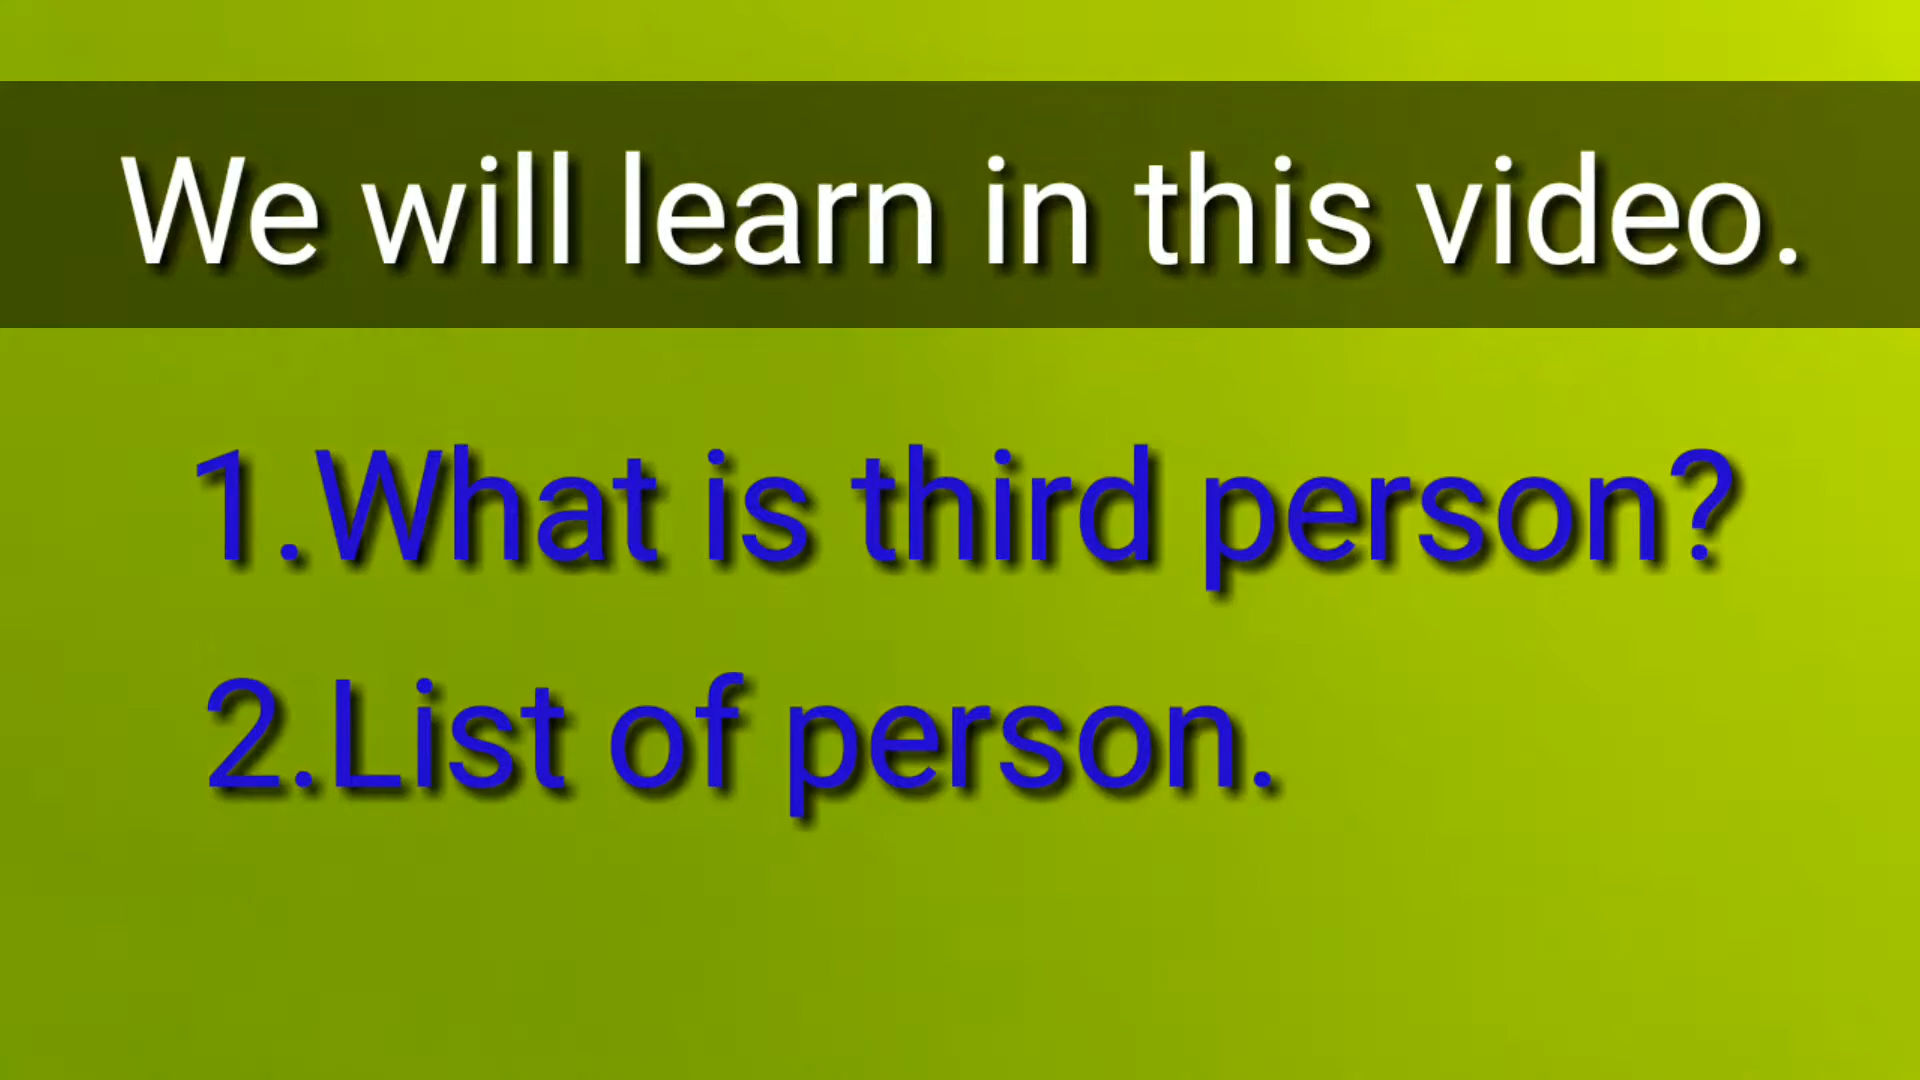 We will learn in this video.
1.What is third person?
2.List of person.